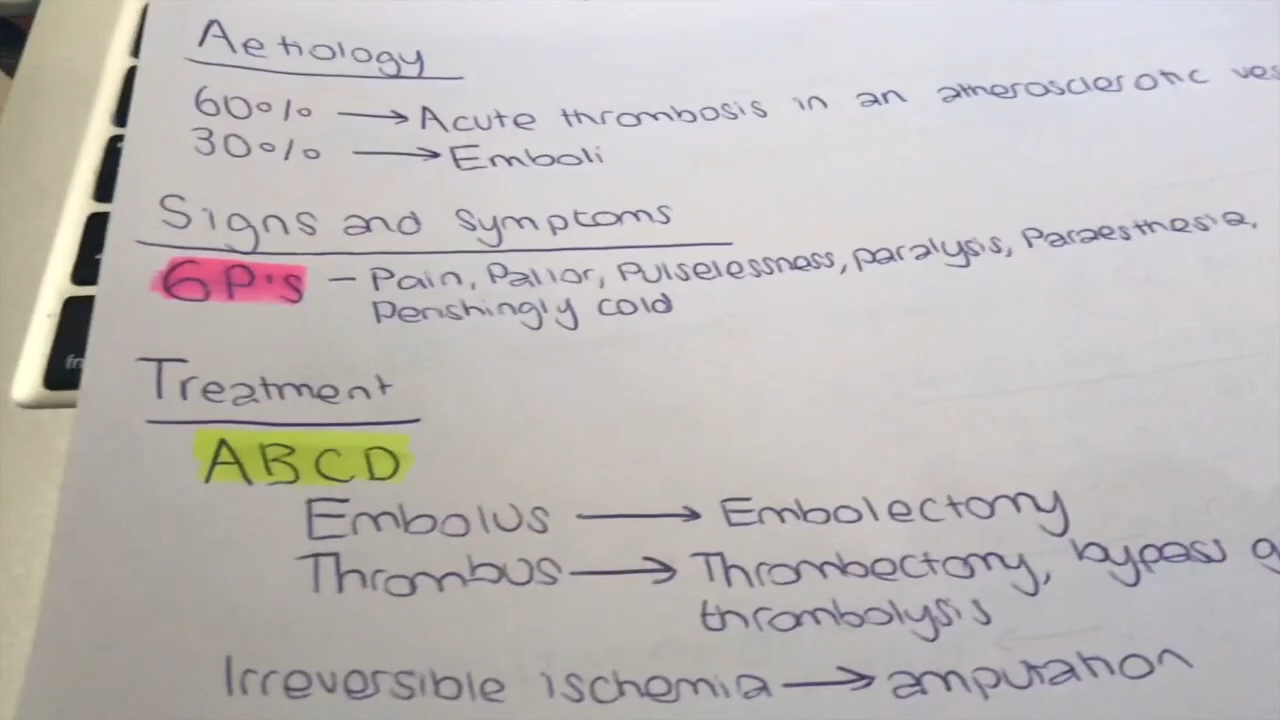 Aetiology
60% → Acute thrombosis in an atherosclerotic
30% → Emboli
Signs and symptoms
6P's - Pain, Pallor, Pulselessness, paralysis, Paraesthesia,
Perishingly cold
Treatment
ABCD
Embolus → Embolectomy
Thrombus → Thrombectomy, bypass
thrombolysis
Irreversible ischemia → amputation
fn